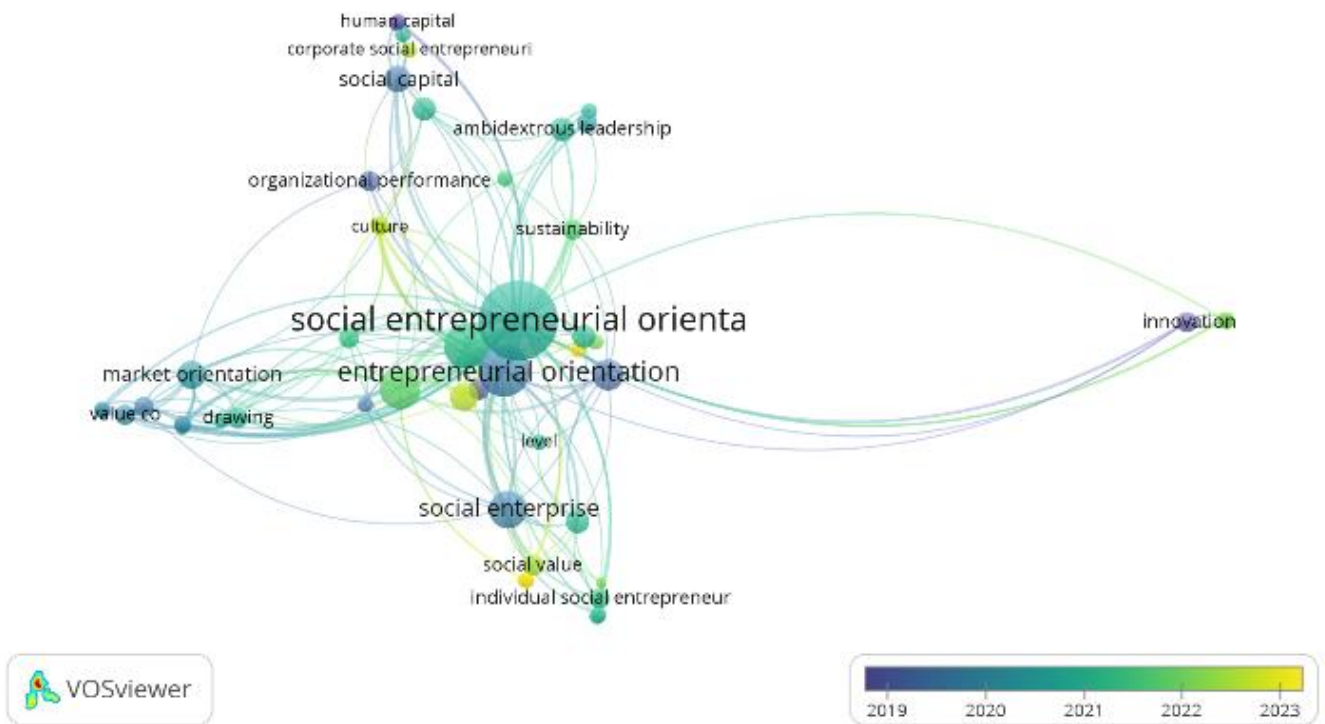 human capital
corporate social entrepreneuri
social capital
ambidextrous leadership
organizational performance
culture
sustainability
social entrepreneurial orienta
innovation
market orientation
entrepreneurial orientation
value co
drawing
level
social enterprise
social value
individual social entrepreneur
VOSviewer
2019 2020 2021 2022 2023